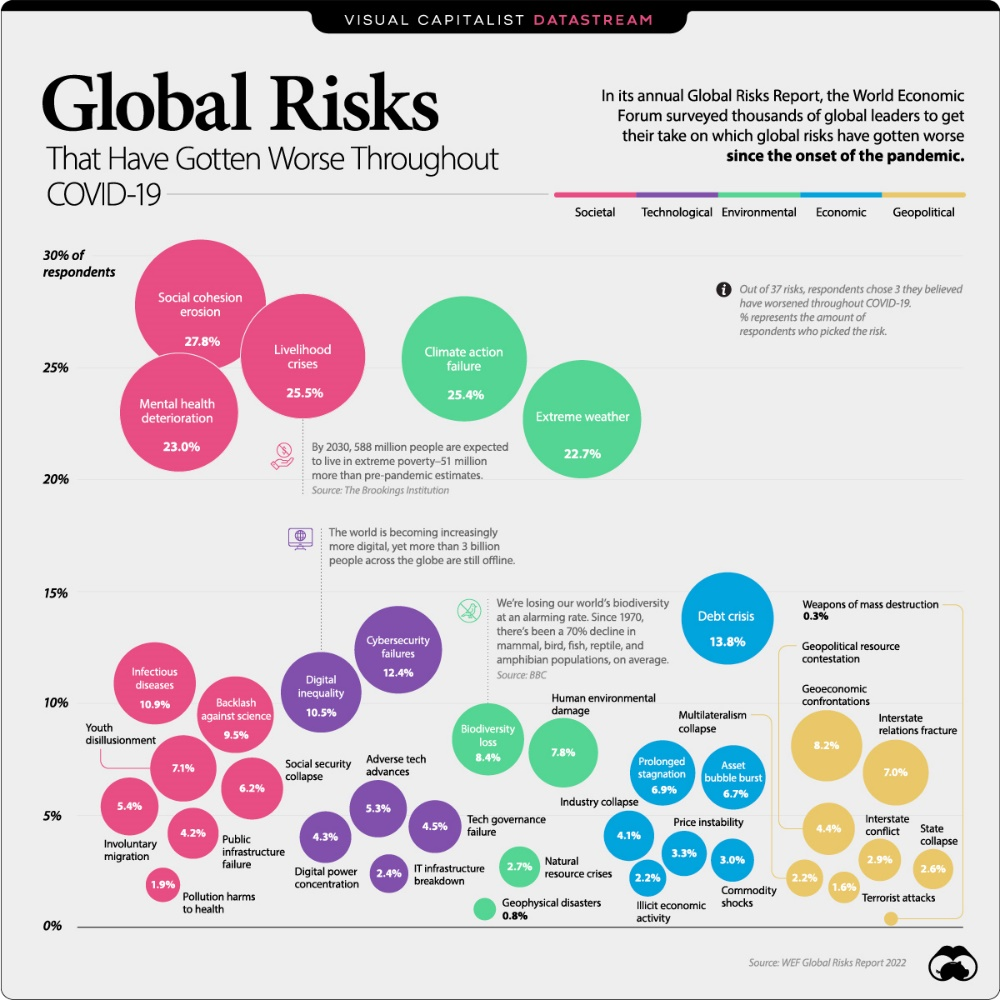 VISUAL CAPITALIST DATASTREAM
Global Risks
That Have Gotten Worse Throughout
COVID-19
In its annual Global Risks Report, the World Economic
Forum surveyed thousands of global leaders to get
their take on which global risks have gotten worse
since the onset of the pandemic.
Societal
Technological
Environmental
Economic
Geopolitical
30% of
respondents
Out of 37 risks, respondents chose 3 they believed
have worsened throughout COVID-19.
% represents the amount of
respondents who picked the risk.
Social cohesion
erosion
27.8%
Livelihood
crises
25.5%
Climate action
failure
25.4%
25%
Mental health
deterioration
23.0%
Extreme weather
22.7%
By 2030, 588 million people are expected
to live in extreme poverty–51 million
more than pre-pandemic estimates.
Source: The Brookings Institution
20%
The world is becoming increasingly
more digital, yet more than 3 billion
people across the globe are still offline.
15%
We're losing our world's biodiversity
at an alarming rate. Since 1970,
there's been a 70% decline in
mammal, bird, fish, reptile, and
amphibian populations, on average.
Source: BBC
Debt crisis
13.8%
Weapons of mass destruction
0.3%
Geopolitical resource
contestation
Cybersecurity
failures
12.4%
Infectious
diseases
10.9%
Digital
inequality
10.5%
10%
Backlash
against science
9.5%
Biodiversity
loss
8.4%
Human environmental
damage
7.8%
Multilateralism
collapse
Geoeconomic
confrontations
8.2%
Interstate
relations fracture
7.0%
Youth
disillusionment
7.1%
Social security
collapse
6.2%
Adverse tech
advances
5.3%
Prolonged
stagnation
6.9%
Asset
bubble burst
6.7%
5%
5.4%
Involuntary
migration
4.2%
Public
infrastructure
failure
1.9%
Pollution harms
to health
4.3%
Digital power
concentration
4.5%
Tech governance
failure
2.4%
IT infrastructure
breakdown
2.7%
Natural
resource crises
Geophysical disasters
0.8%
Industry collapse
4.1%
Price instability
3.3%
3.0%
Commodity
shocks
2.2%
Illicit economic
activity
4.4%
Interstate
conflict
2.9%
State
collapse
2.6%
2.2%
1.6%
Terrorist attacks
0%
Source: WEF Global Risks Report 2022